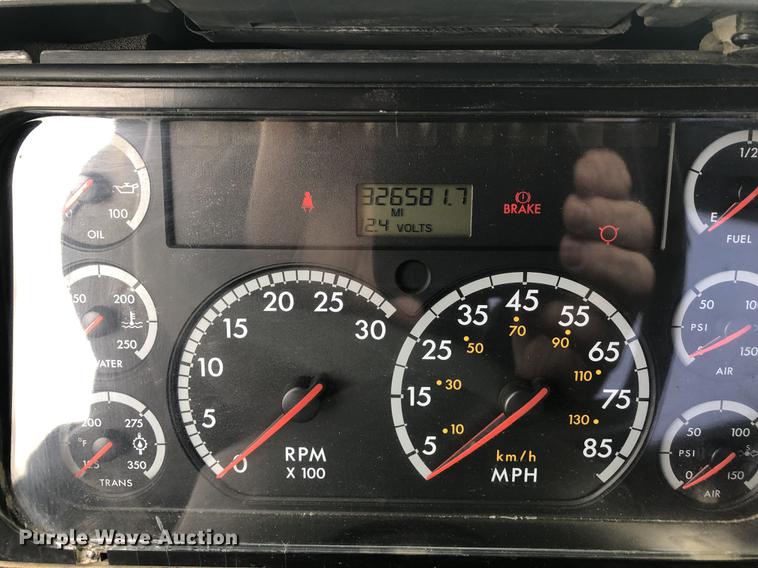 326581.7
MI
2.4 VOLTS
BRAKE
100
OIL
1/2
E
FUEL
200
250
WATER
50
PSI
150
AIR
200 275
°F
125 350
TRANS
50 100
PSI
0 150
AIR
0 5 10 15 20 25 30
RPM
X 100
5 15 25 35 45 55 65 75 85
10 30 50 70 90 110 130
km/h
MPH
Purple Wave Auction